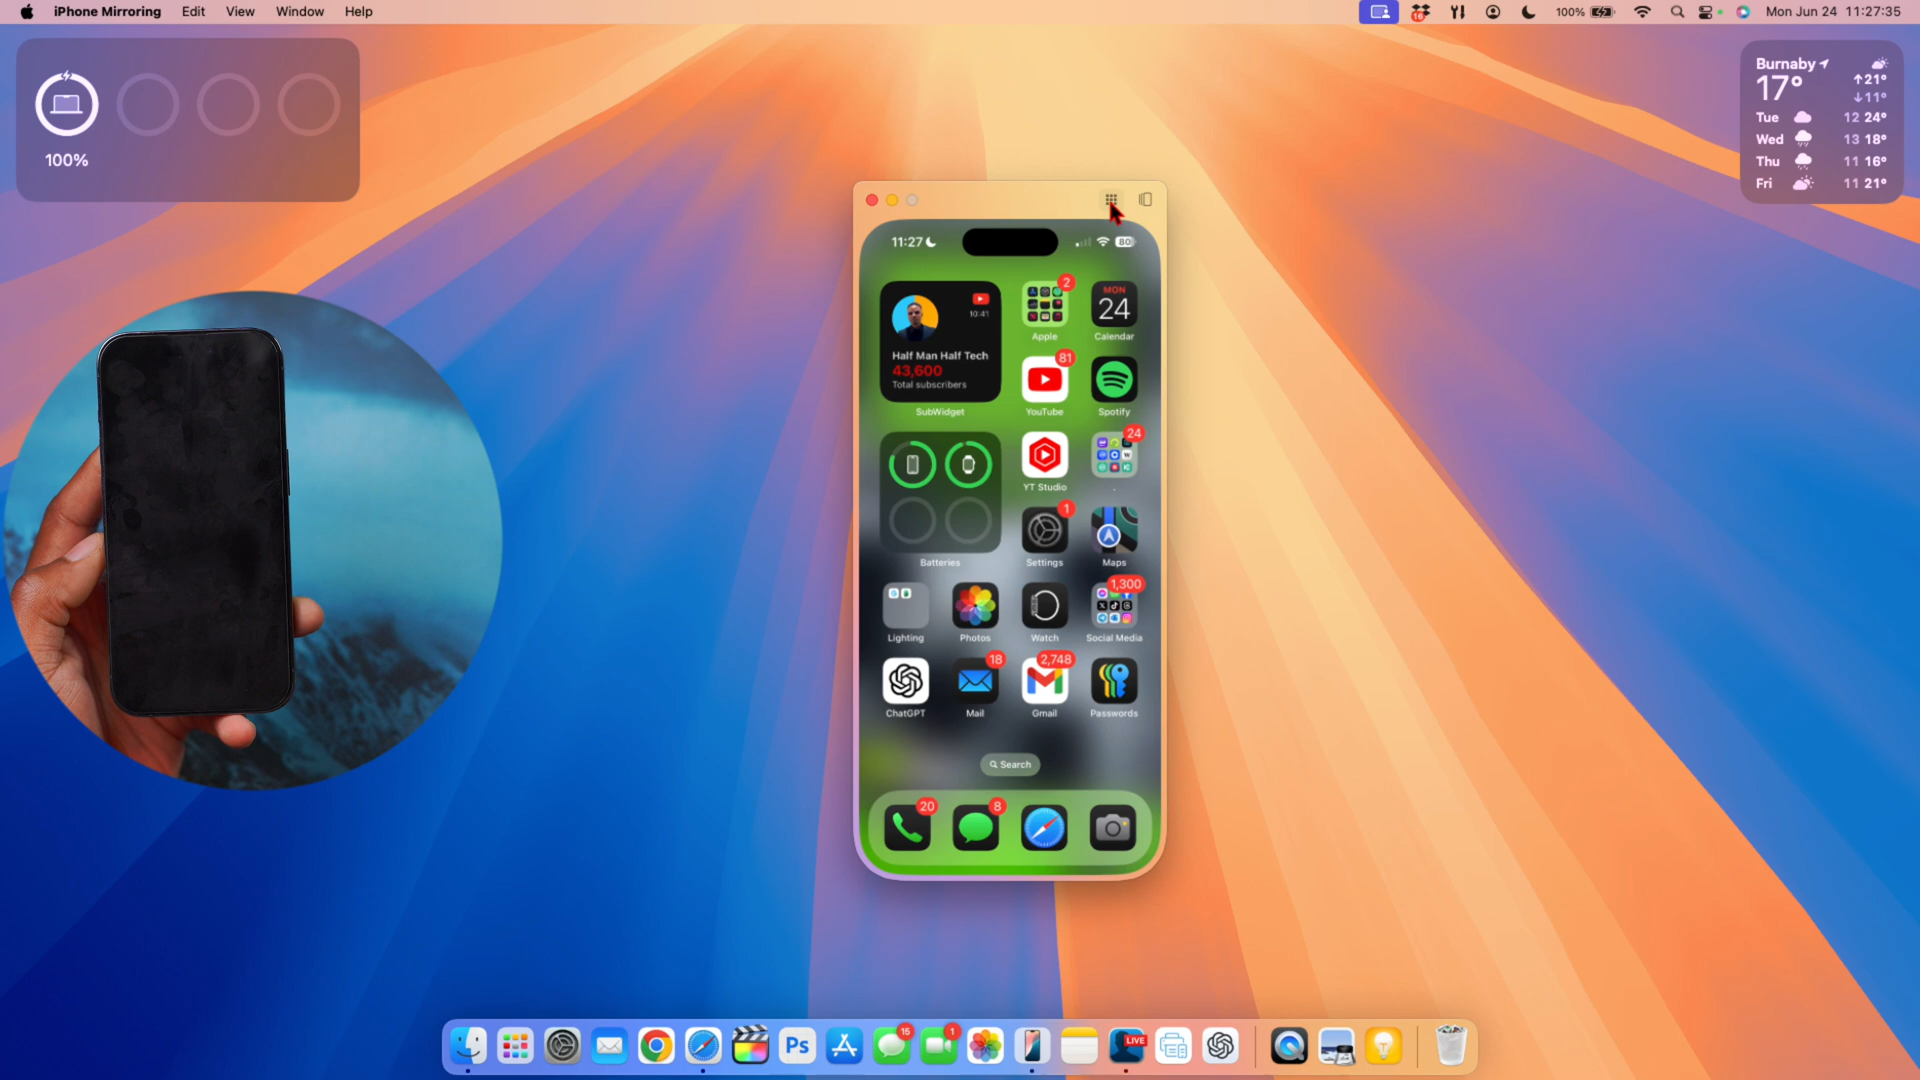 iPhone Mirroring Edit View Window Help
16
100%
Mon Jun 24 11:27:35
100%
Burnaby
17°
↑21°
↓11°
Tue 12 24°
Wed 13 18°
Thu 11 16°
Fri 11 21°
11:27
80
10:41
Half Man Half Tech
43,600
Total subscribers
SubWidget
2
Apple
MON
24
Calendar
81
YouTube
Spotify
YT Studio
24
.
Batteries
1
Settings
Maps
Lighting
Photos
Watch
1,300
Social Media
ChatGPT
18
Mail
2,748
Gmail
Passwords
Search
20
8
Ps
15
1
LIVE